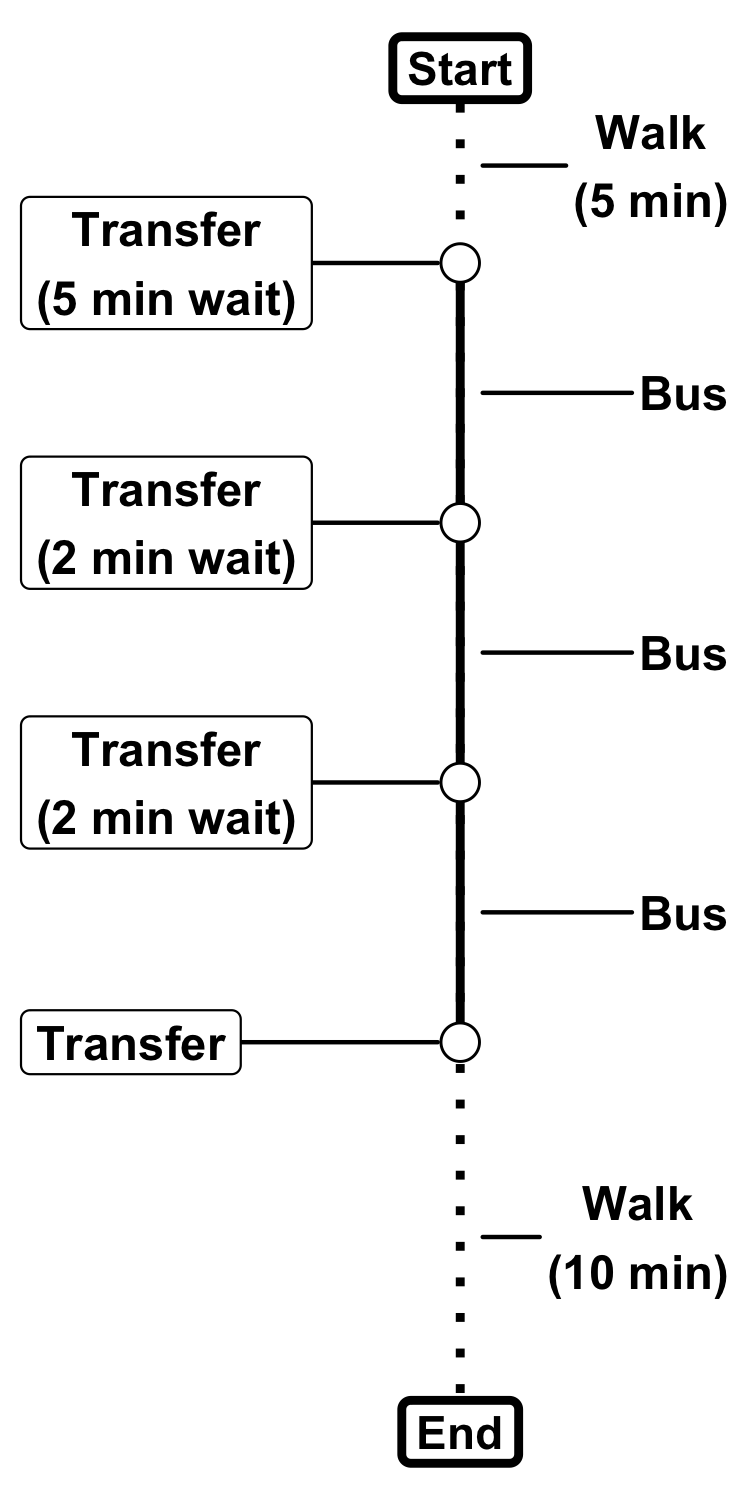 Start
Walk
(5 min)
Transfer
(5 min wait)
Bus
Transfer
(2 min wait)
Bus
Transfer
(2 min wait)
Bus
Transfer
Walk
(10 min)
End